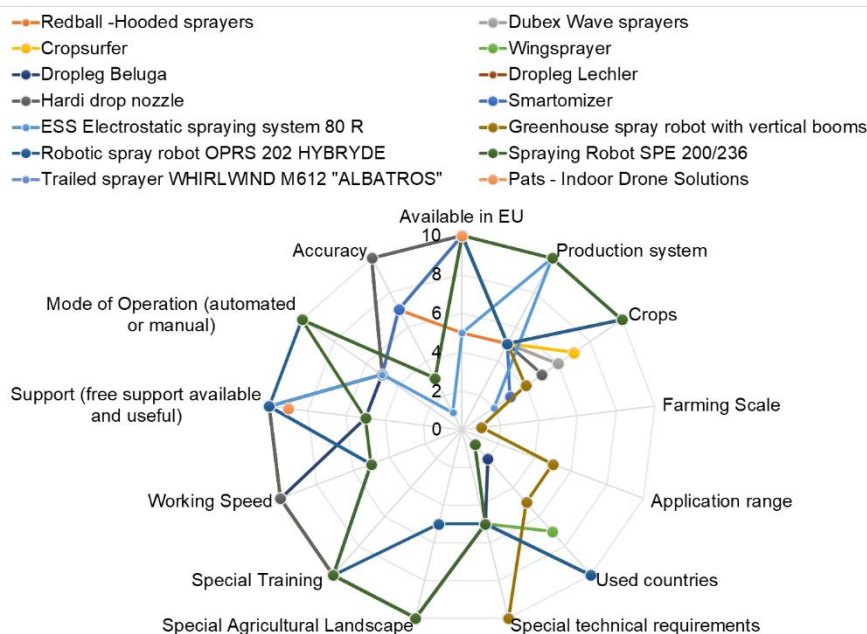 Redball -Hooded sprayers
Dubex Wave sprayers
Cropsurfer
Wingsprayer
Dropleg Beluga
Dropleg Lechler
Hardi drop nozzle
Smartomizer
ESS Electrostatic spraying system 80 R
Greenhouse spray robot with vertical booms
Robotic spray robot OPRS 202 HYBRYDE
Spraying Robot SPE 200/236
Trailed sprayer WHIRLWIND M612 "ALBATROS"
Pats - Indoor Drone Solutions
Available in EU
10
Accuracy
Production system
8
Mode of Operation (automated
or manual)
6
Crops
4
Support (free support available
and useful)
2
Farming Scale
0
Working Speed
Application range
Special Training
Used countries
Special Agricultural Landscape
Special technical requirements